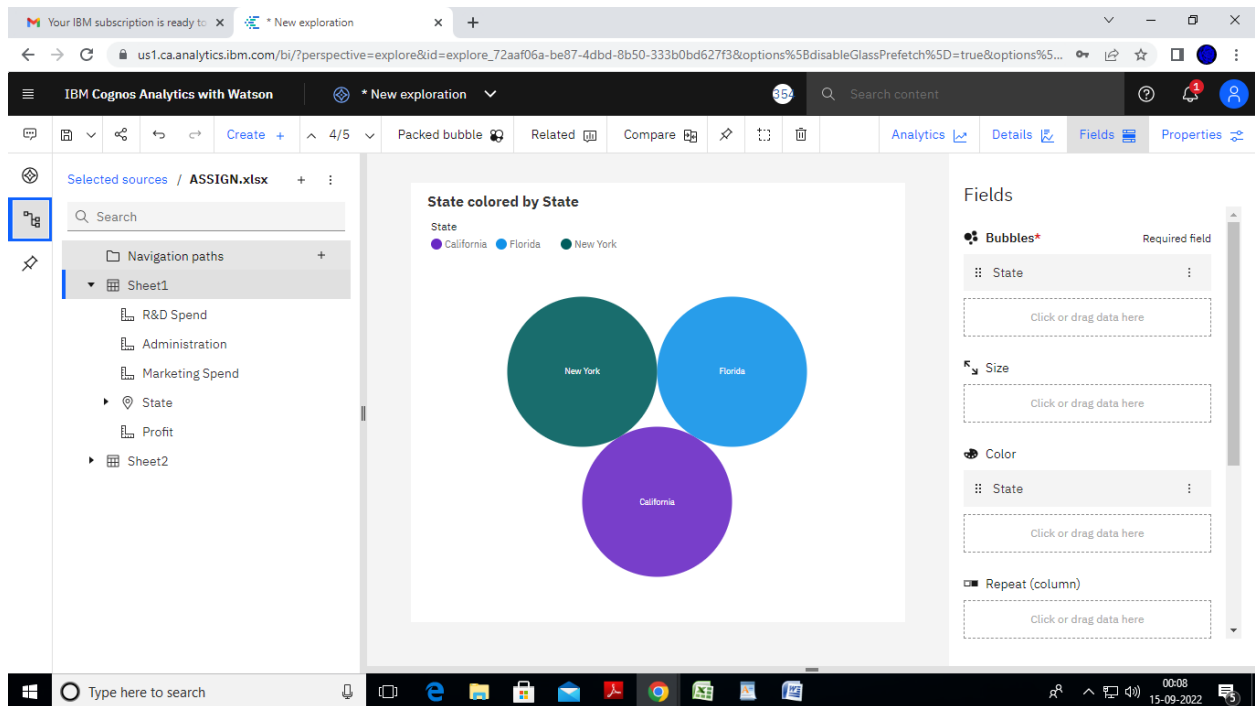 Your IBM subscription is ready to
* New exploration
us1.ca.analytics.ibm.com/bi/?perspective=explore&id=explore_72aaf06a-be87-4dbd-8b50-333b0bd627f3&options%5BdisableGlassPrefetch%5D=true&options%5...
IBM Cognos Analytics with Watson
* New exploration
354
Search content
1
Create +
4/5
Packed bubble
Related
Compare
Analytics
Details
Fields
Properties
Selected sources / ASSIGN.xlsx
Search
Navigation paths
Sheet1
R&D Spend
Administration
Marketing Spend
State
Profit
Sheet2
State colored by State
State
California Florida New York
New York
Florida
California
Fields
Bubbles* Required field
State
Click or drag data here
Size
Click or drag data here
Color
State
Click or drag data here
Repeat (column)
Click or drag data here
Type here to search
00:08
15-09-2022
5